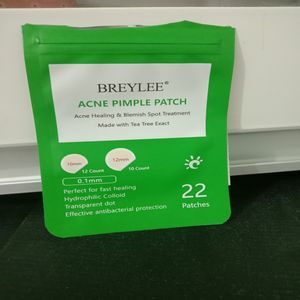 BREYLEE®
ACNE PIMPLE PATCH
Acne Healing & Blemish Spot Treatment
Made with Tea Tree Exact
10mm 12mm
12 Count 10 Count
0.1mm
Perfect for fast healing
Hydrophilic Colloid
Transparent dot
Effective antibacterial protection
22
Patches